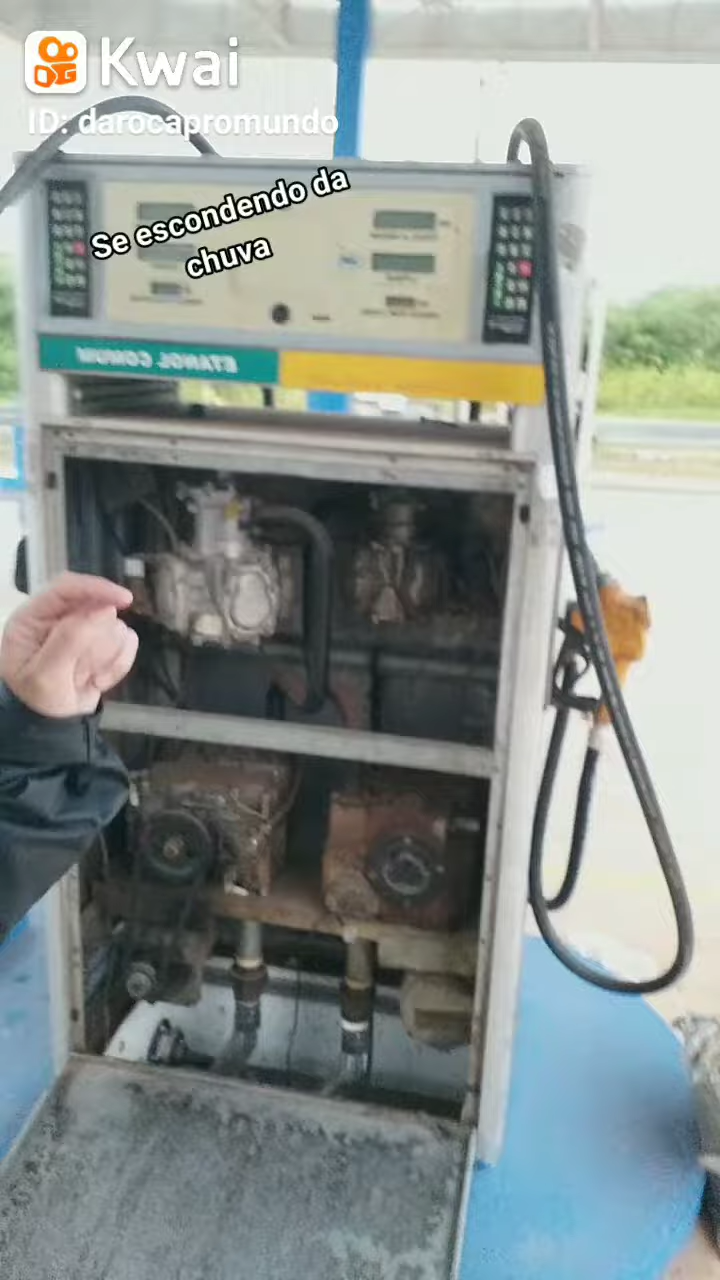 Kwai
ID: darocapromundo
Se escondendo da
chuva
ETANOL COMUM